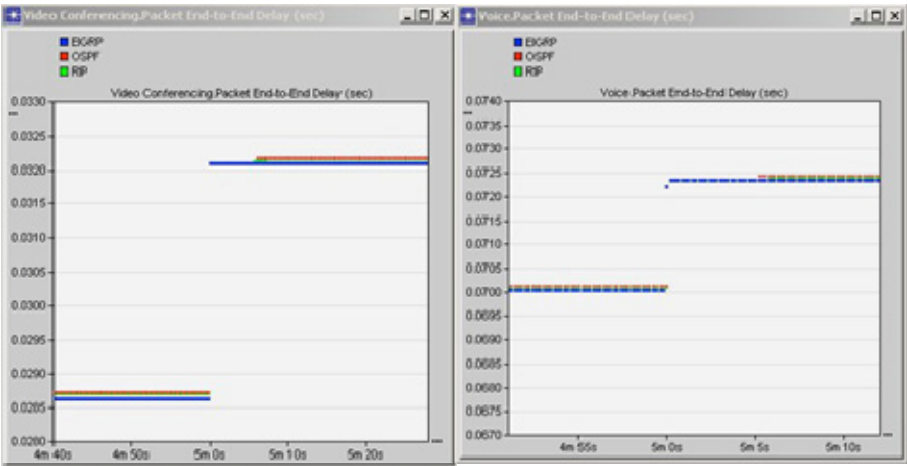 Video Conferencing.Packet End-to-End Delay (sec)
EIGRP
OSPF
RIP
Video Conferencing.Packet End-to-End Delay (sec)
0.0330
0.0325
0.0320
0.0315
0.0310
0.0305
0.0300
0.0295
0.0290
0.0285
0.0280
4m 40s
4m 50s
5m 0s
5m 10s
5m 20s
Voice.Packet End-to-End Delay (sec)
EIGRP
OSPF
RIP
Voice.Packet End-to-End Delay (sec)
0.0740
0.0735
0.0730
0.0725
0.0720
0.0715
0.0710
0.0705
0.0700
0.0695
0.0690
0.0685
0.0680
0.0675
0.0670
4m 55s
5m 0s
5m 5s
5m 10s